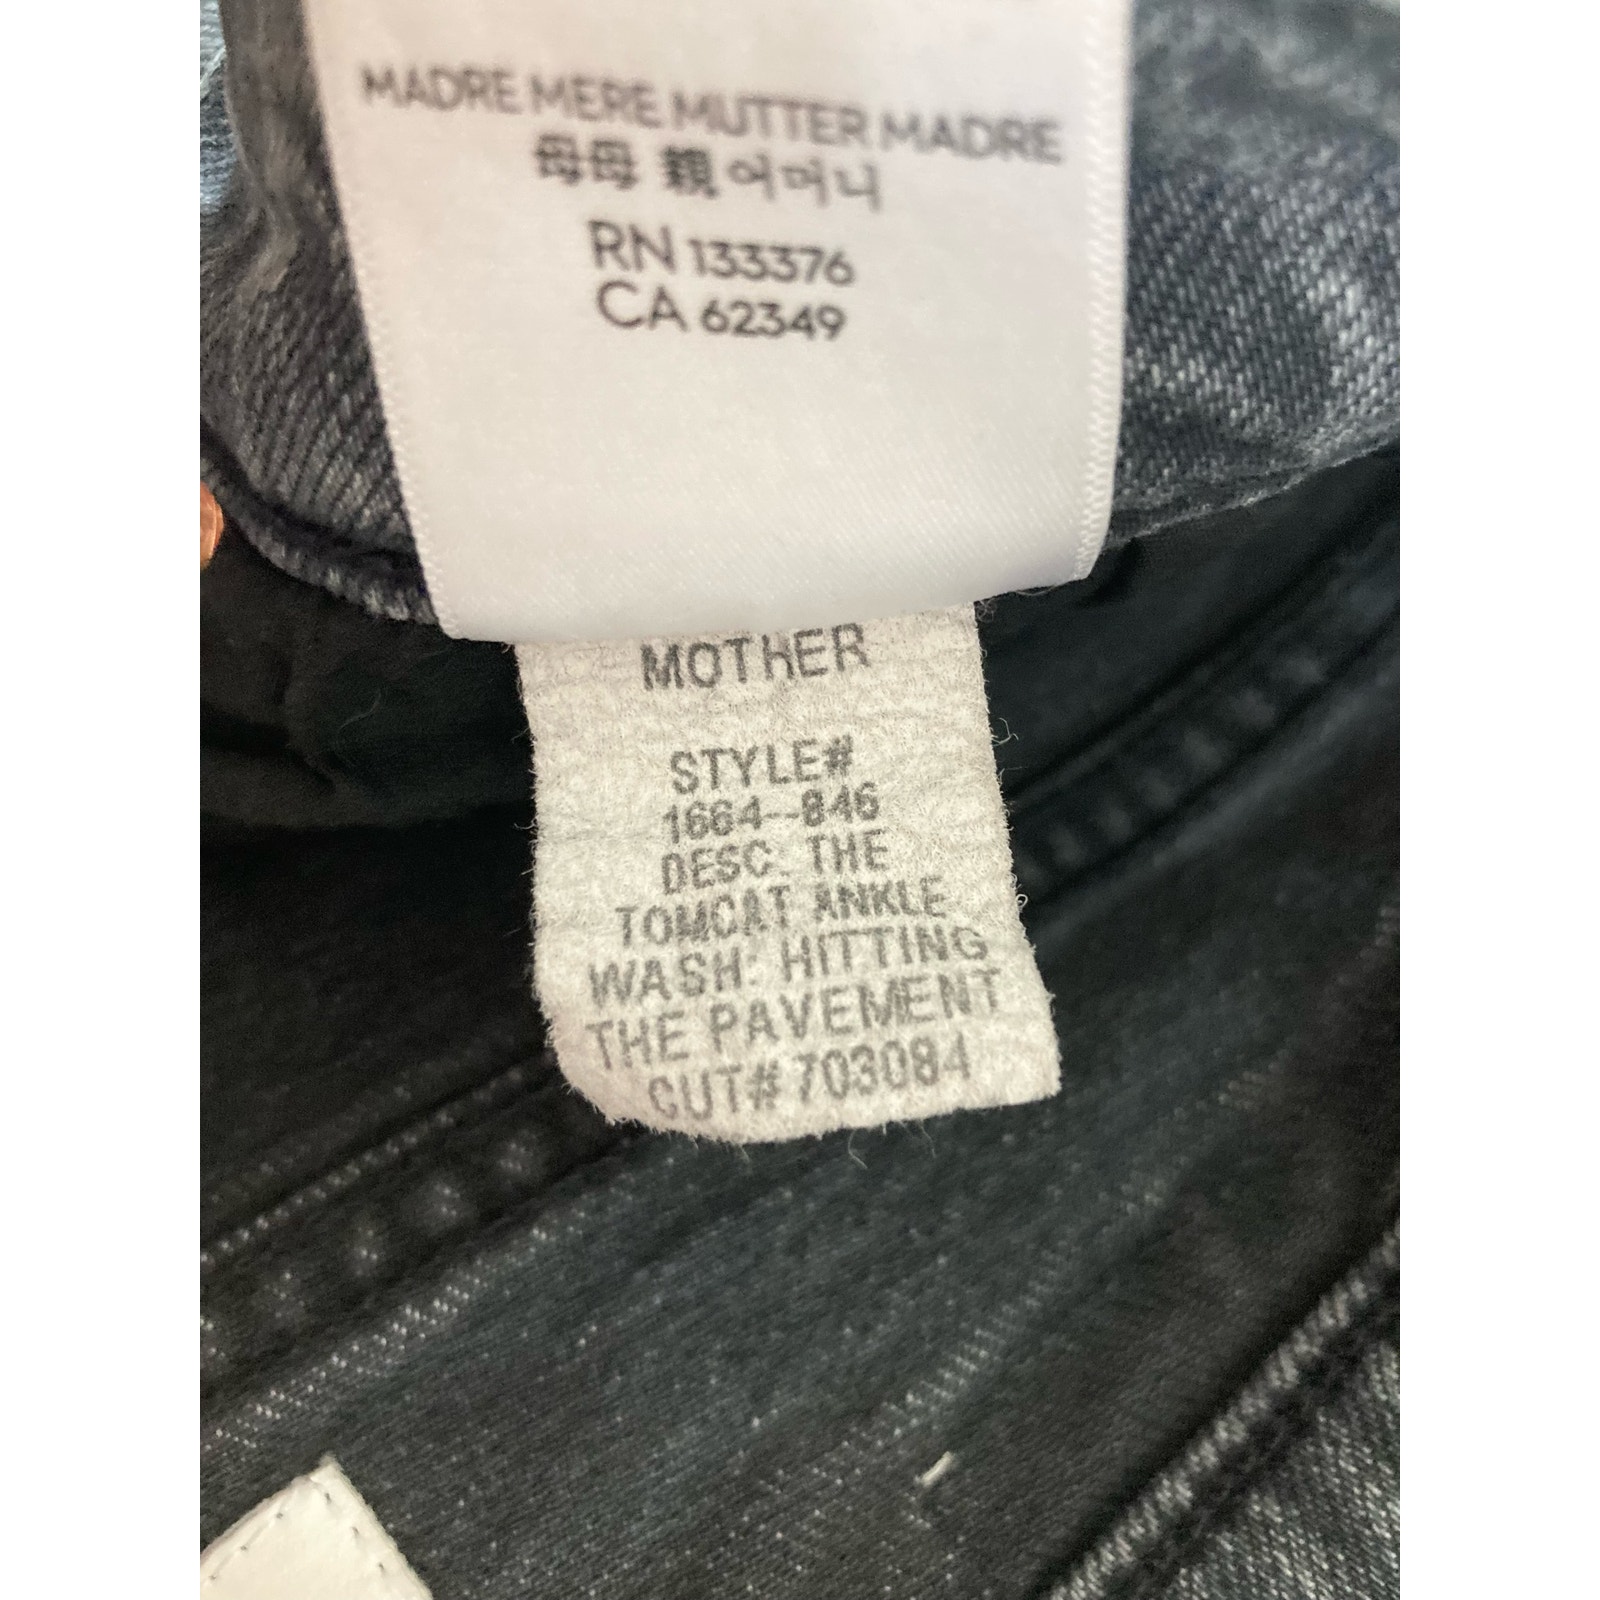 MADRE MERE MUTTER MADRE
母母 親 어머니
RN 133376
CA 62349
MOTHER
STYLE#
1664--846
DESC: THE
TOMCAT ANKLE
WASH: HITTING
THE PAVEMENT
CUT# 703084